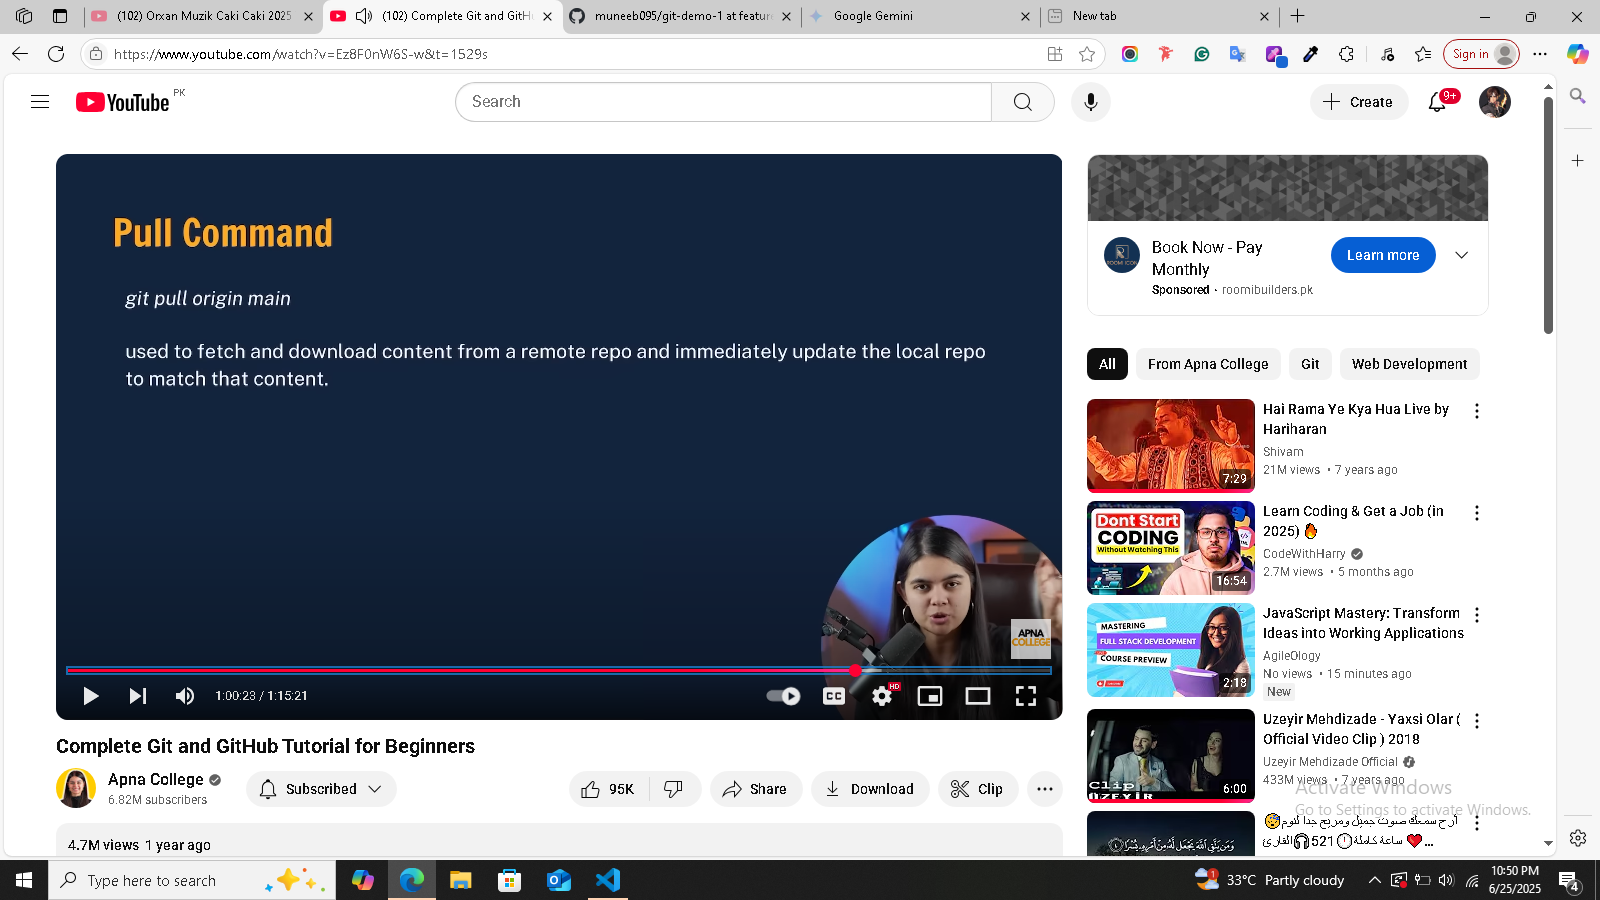 (102) Orxan Muzik Caki Caki 2025
(102) Complete Git and GitH
muneeb095/git-demo-1 at featur
Google Gemini
New tab
https://www.youtube.com/watch?v=Ez8F0nW6S-w&t=1529s
Sign in
YouTube PK
Search
Create
9+
Pull Command
git pull origin main
used to fetch and download content from a remote repo and immediately update the local repo
to match that content.
APNA
COLLEGE
1:00:23 / 1:15:21
CC
HD
Complete Git and GitHub Tutorial for Beginners
Apna College
6.82M subscribers
Subscribed
95K
Share
Download
Clip
4.7M views 1 year ago
Book Now - Pay
Monthly
Learn more
Sponsored • roomibuilders.pk
All
From Apna College
Git
Web Development
7:29
Hai Rama Ye Kya Hua Live by
Hariharan
Shivam
21M views • 7 years ago
Dont Start
CODING
Without Watching This
16:54
Learn Coding & Get a Job (in
2025) 🔥
CodeWithHarry
2.7M views • 5 months ago
MASTERING
FULL STACK DEVELOPMENT
COURSE PREVIEW
2:18
JavaScript Mastery: Transform
Ideas into Working Applications
AgileOlogy
No views • 15 minutes ago
New
Clip
ÜZEYİR
6:00
Uzeyir Mehdizade - Yaxsi Olar (
Official Video Clip ) 2018
Uzeyir Mehdizade Official
433M views • 7 years ago
Activate Windows
Go to Settings to activate Windows.
ارح سمعك صوت جميل ومريح جدا للنوم😴
القارئ🎧521🕛ساعة كاملة ❤️...
Type here to search
1
33°C Partly cloudy
10:50 PM
6/25/2025
4